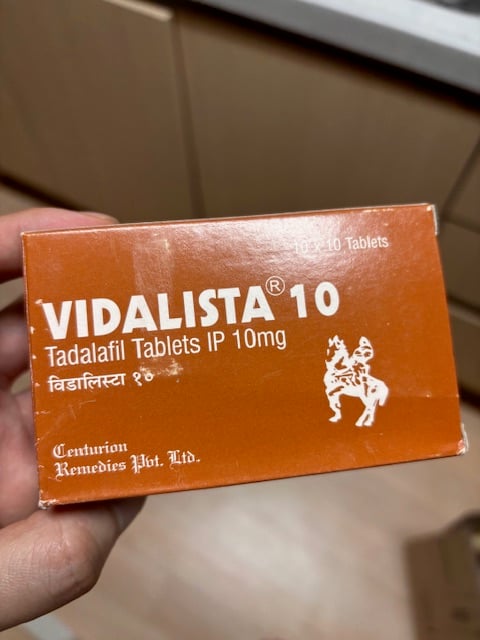 10 x 10 Tablets
VIDALISTA® 10
Tadalafil Tablets IP 10mg
विडालिस्टा १०
Centurion
Remedies Pvt. Ltd.